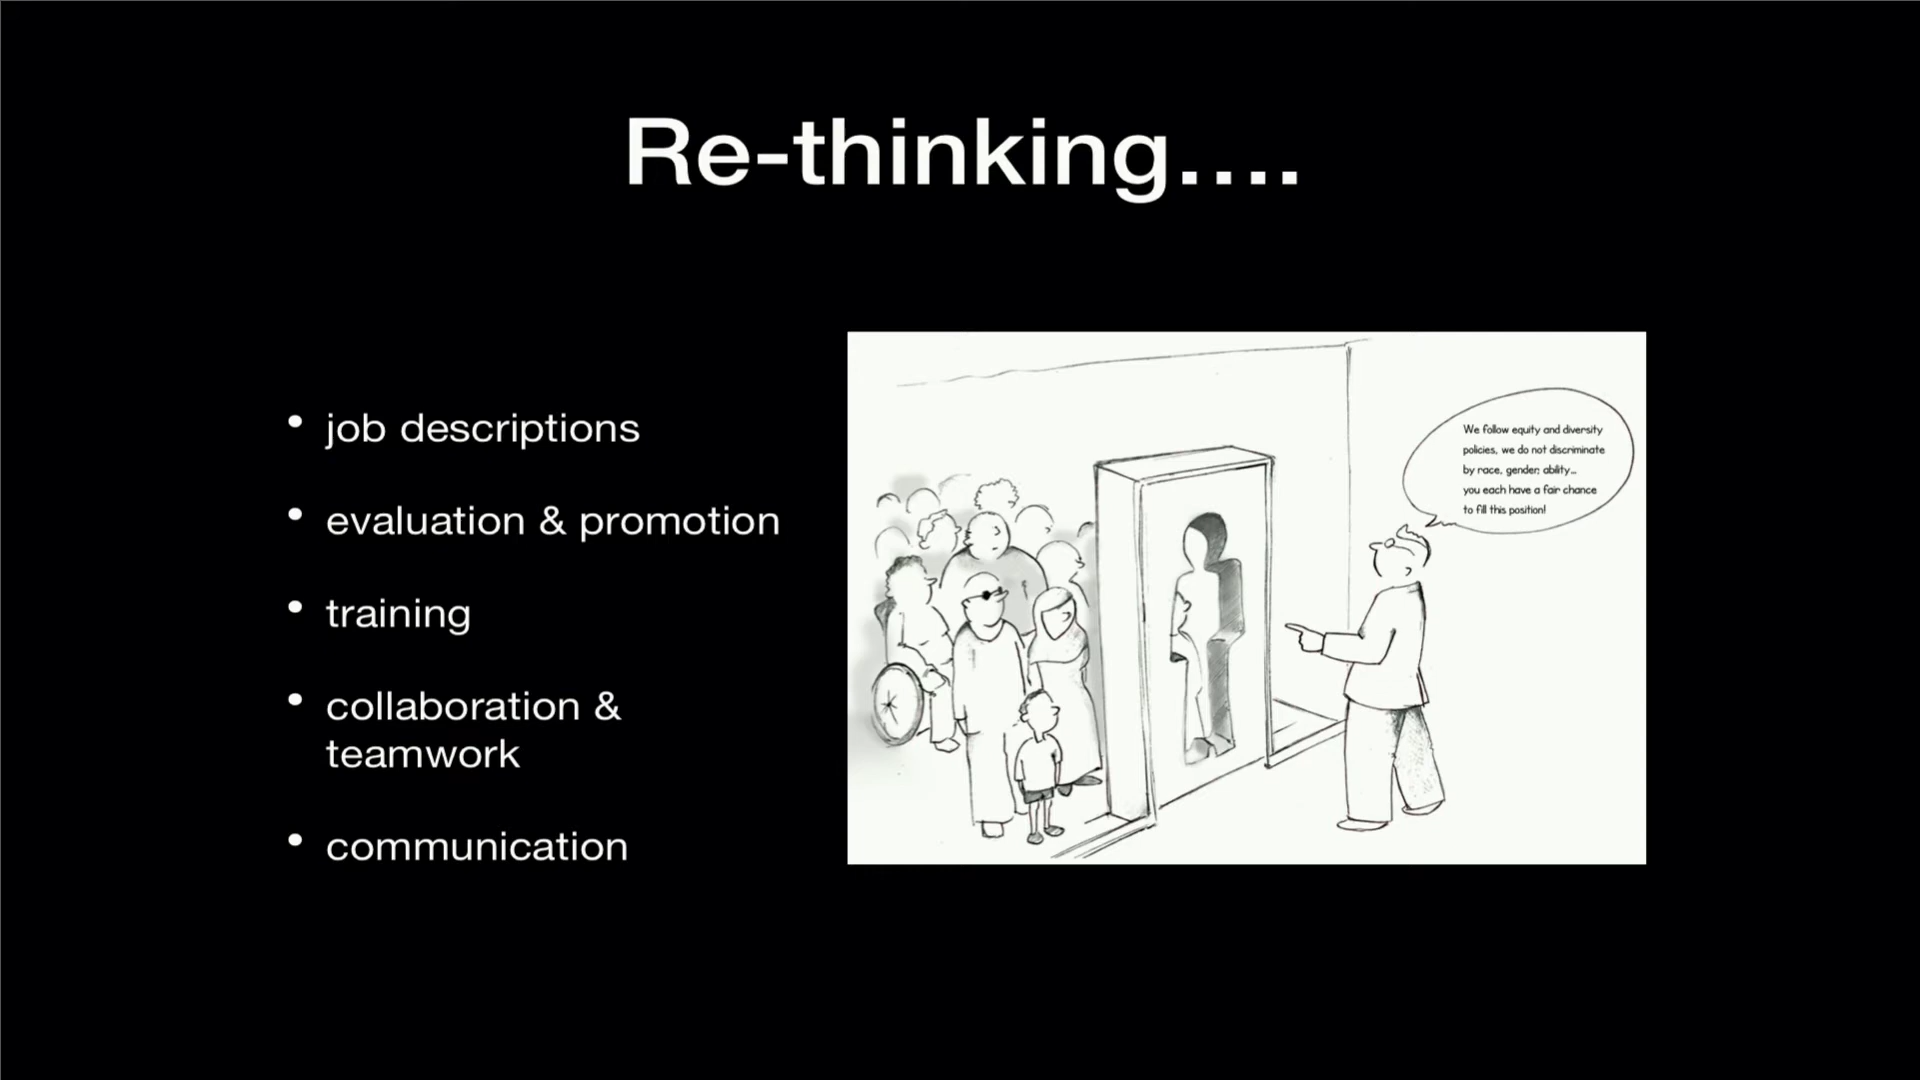 Re-thinking....
• job descriptions
• evaluation & promotion
• training
• collaboration &
teamwork
• communication
We follow equity and diversity
policies, we do not discriminate
by race, gender, ability...
you each have a fair chance
to fill this position!